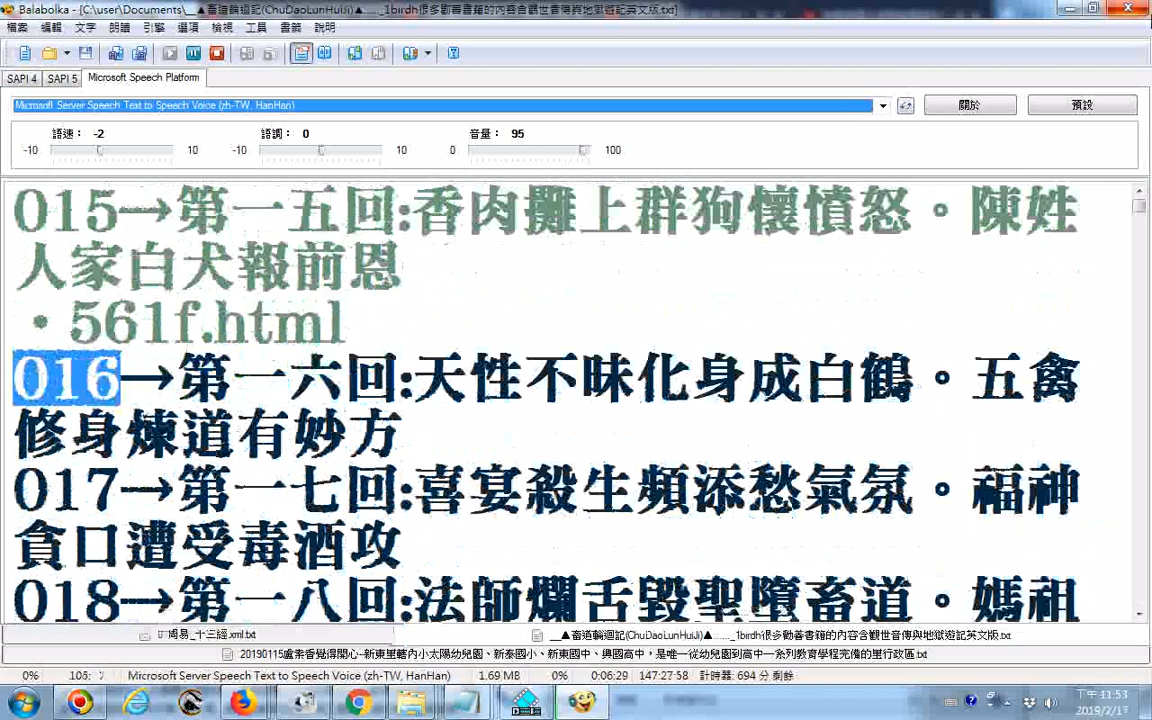 Balabolka - [C:\user\Documents\__▲畜道輪迴記(ChuDaoLunHuiJi)▲......_1birdh很多勸善書籍的內容含觀世音傳與地獄遊記英文版.txt]
檔案 編輯 文字 朗讀 引擎 選項 檢視 工具 書籤 說明
SAPI 4 SAPI 5 Microsoft Speech Platform
Microsoft Server Speech Text to Speech Voice (zh-TW, HanHan) 關於 預設
語速： -2 語調： 0 音量： 95
-10 10 -10 10 0 100
015→第一五回:香肉攤上群狗懷憤怒。陳姓
人家白犬報前恩
・561f.html
016→第一六回:天性不昧化身成白鶴。五禽
修身煉道有妙方
017→第一七回:喜宴殺生頻添愁氣氛。福神
貪口遭受毒酒攻
018→第一八回:法師爛舌毀聖墮畜道。媽祖
周易_十三經.xml.txt __▲畜道輪迴記(ChuDaoLunHuiJi)▲......_1birdh很多勸善書籍的內容含觀世音傳與地獄遊記英文版.txt
20190115盧素香覺得開心-新東里轄內小太陽幼兒園、新泰國小、新東國中、興國高中，是唯一從幼兒園到高中一系列教育學程完備的里行政區.txt
0% 105: 7 Microsoft Server Speech Text to Speech Voice (zh-TW, HanHan) 1.69 MB 0% 0:06:29 147:27:58 計時器: 694 分 剩餘
下午 11:53
2019/2/17